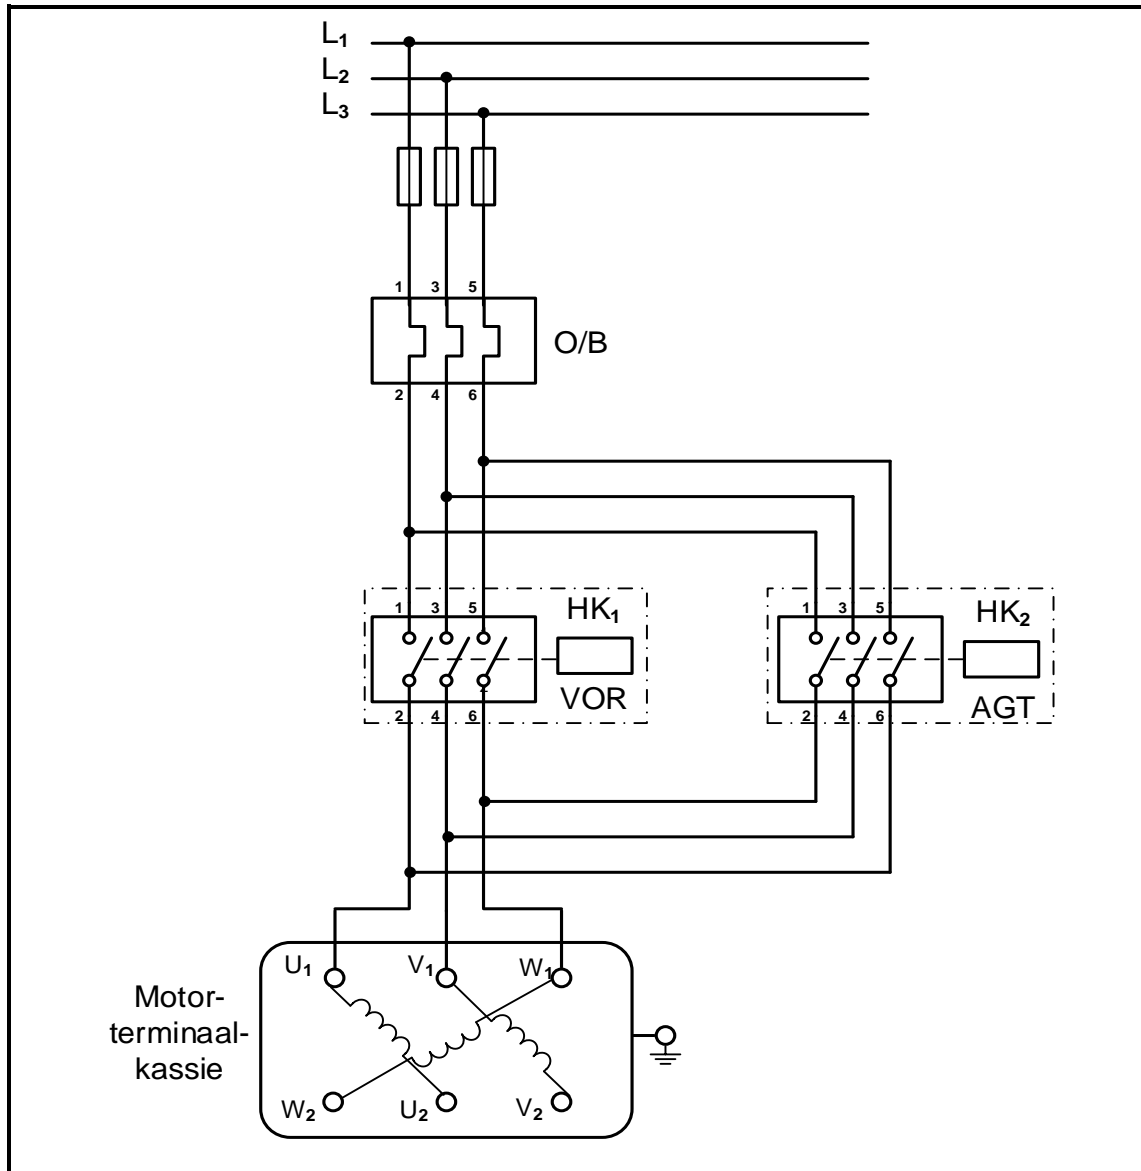 L₁
L₂
L₃
1 3 5
O/B
2 4 6
1 3 5
HK₁
VOR
2 4 6
1 3 5
HK₂
AGT
2 4 6
U₁ V₁ W₁
Motor-
terminaal-
kassie
W₂ U₂ V₂